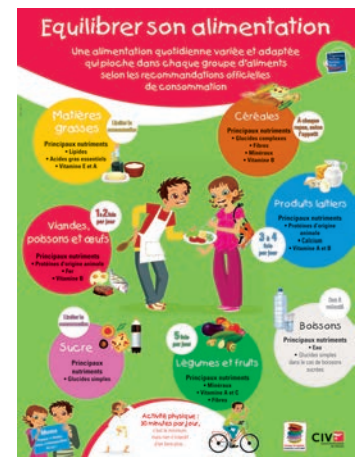 Equilibrer son alimentation
Une alimentation quotidienne variée et adaptée
qui pioche dans chaque groupe d'aliments
selon les recommandations officielles
de consommation
Matières
grasses
Limiter la
consommation
Principaux nutriments
• Lipides
• Acides gras essentiels
• Vitamine E et A
Céréales
A chaque
repas, selon
l'appétit
Principaux nutriments
• Glucides complexes
• Fibres
• Minéraux
• Vitamine B
Viandes,
poissons et œufs
1 à 2 fois
par jour
Principaux nutriments
• Protéines d'origine animale
• Fer
• Vitamine B
Produits laitiers
3 à 4
fois
par jour
Principaux nutriments
• Protéines d'origine
animale
• Calcium
• Vitamines A et B
Sucre
Limiter la
consommation
Principaux
nutriments
• Glucides simples
Légumes et fruits
5 fois
par jour
Principaux nutriments
• Minéraux
• Vitamine A et C
• Fibres
Boissons
Eau à
volonté
Principaux nutriments
• Eau
• Glucides simples
dans le cas de boissons
sucrées
Activité physique :
30 minutes par jour,
c'est le minimum
CIV